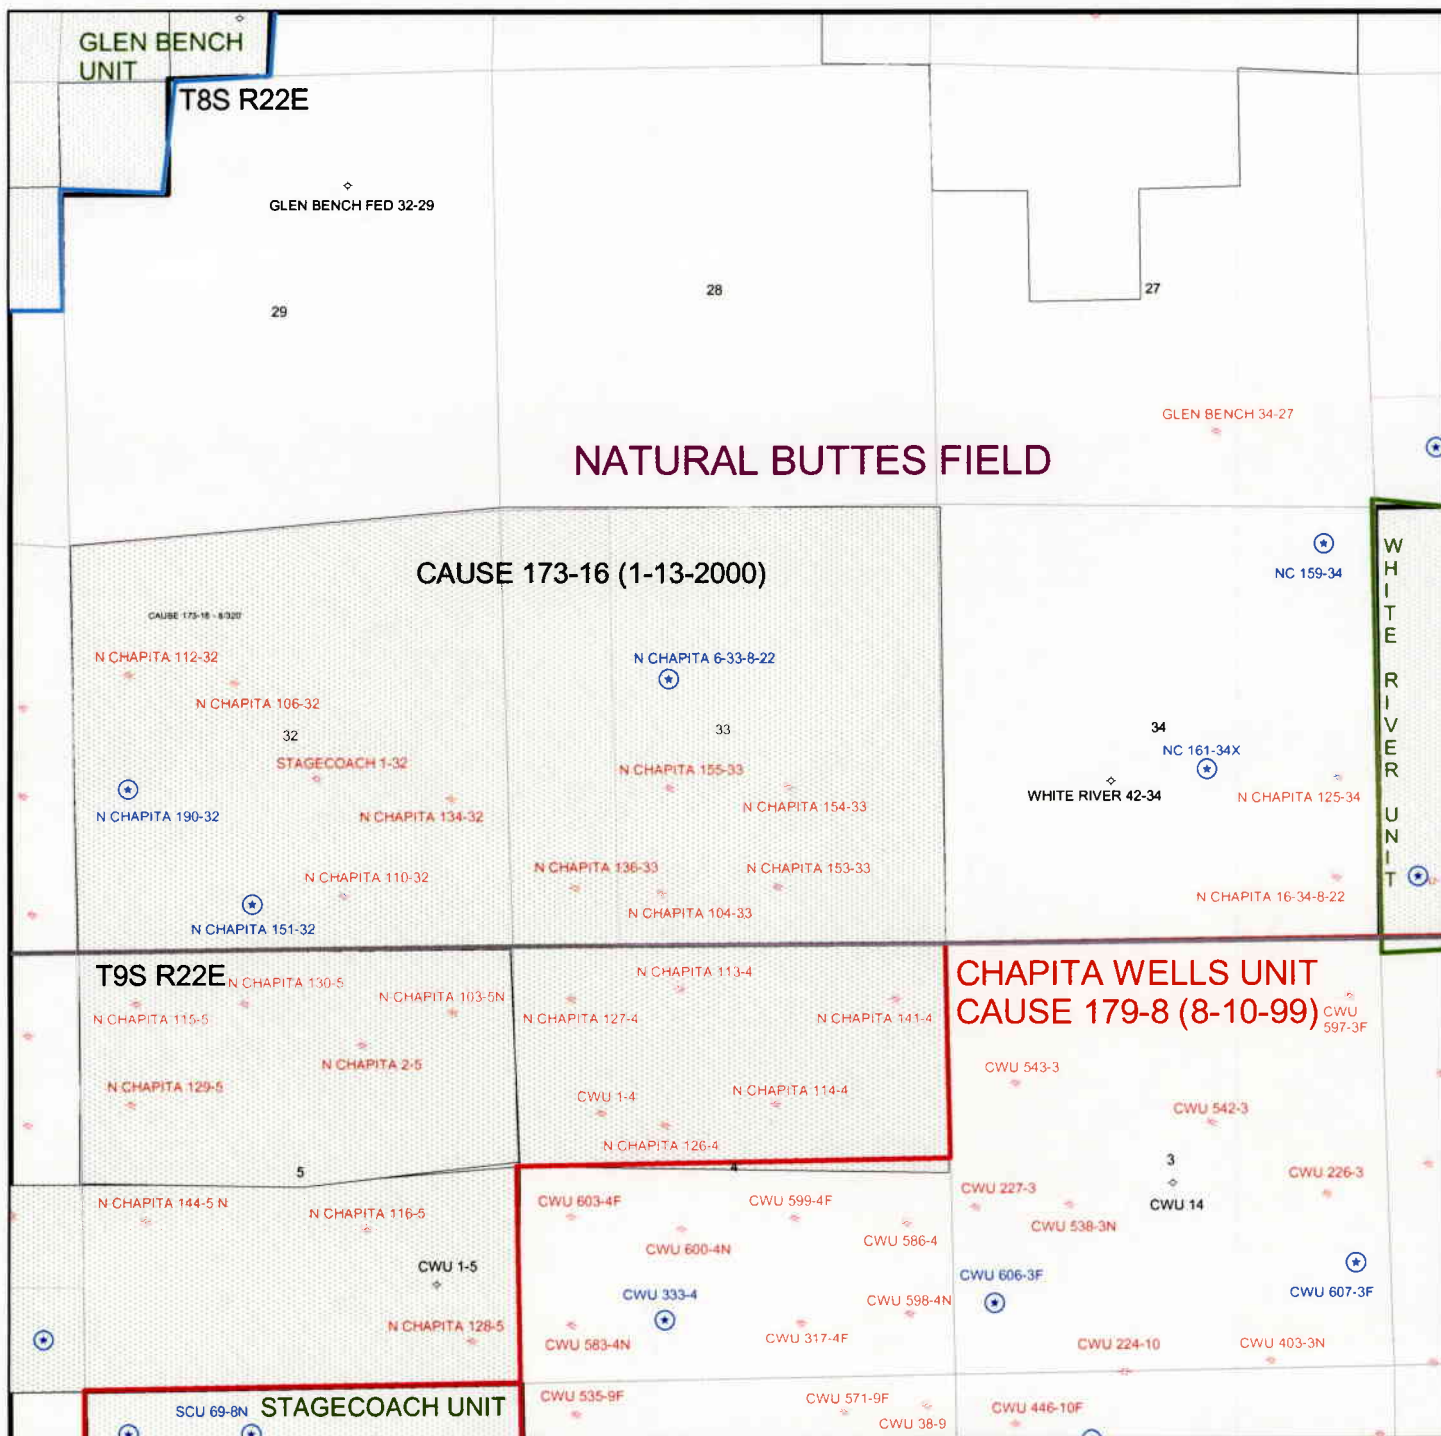 GLEN BENCH
UNIT
T8S R22E
GLEN BENCH FED 32-29
29
28
27
GLEN BENCH 34-27
NATURAL BUTTES FIELD
CAUSE 173-16 (1-13-2000)
CAUSE 173-16 - 8/320'
NC 159-34
WHITE RIVER UNIT
N CHAPITA 112-32
N CHAPITA 106-32
32
STAGECOACH 1-32
N CHAPITA 190-32
N CHAPITA 134-32
N CHAPITA 110-32
N CHAPITA 151-32
N CHAPITA 6-33-8-22
33
N CHAPITA 155-33
N CHAPITA 154-33
N CHAPITA 136-33
N CHAPITA 153-33
N CHAPITA 104-33
34
NC 161-34X
WHITE RIVER 42-34
N CHAPITA 125-34
N CHAPITA 16-34-8-22
T9S R22E
N CHAPITA 130-5
N CHAPITA 103-5N
N CHAPITA 115-5
N CHAPITA 2-5
N CHAPITA 129-5
5
N CHAPITA 144-5 N
N CHAPITA 116-5
CWU 1-5
N CHAPITA 128-5
N CHAPITA 113-4
N CHAPITA 127-4
N CHAPITA 141-4
CWU 1-4
N CHAPITA 114-4
N CHAPITA 126-4
4
CWU 603-4F
CWU 599-4F
CWU 600-4N
CWU 586-4
CWU 333-4
CWU 598-4N
CWU 583-4N
CWU 317-4F
CHAPITA WELLS UNIT
CAUSE 179-8 (8-10-99)
CWU
597-3F
CWU 543-3
CWU 542-3
3
CWU 226-3
CWU 227-3
CWU 14
CWU 538-3N
CWU 606-3F
CWU 607-3F
CWU 224-10
CWU 403-3N
SCU 69-8N
STAGECOACH UNIT
CWU 535-9F
CWU 571-9F
CWU 38-9
CWU 446-10F